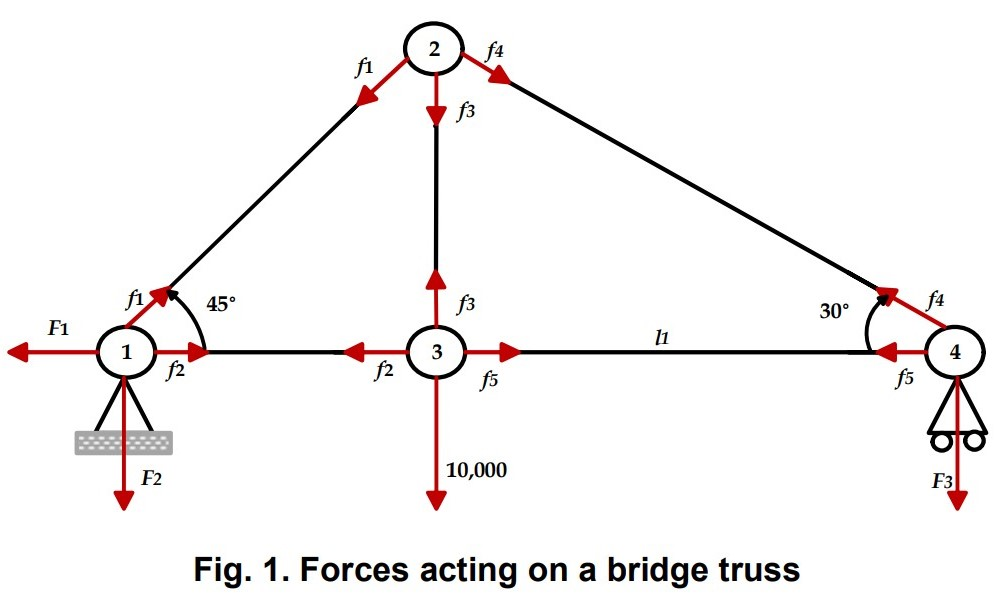 2
f1
f4
f3
f1
45°
f3
30°
f4
F1
1
f2
f2
3
f5
l1
f5
4
F2
10,000
F3
Fig. 1. Forces acting on a bridge truss